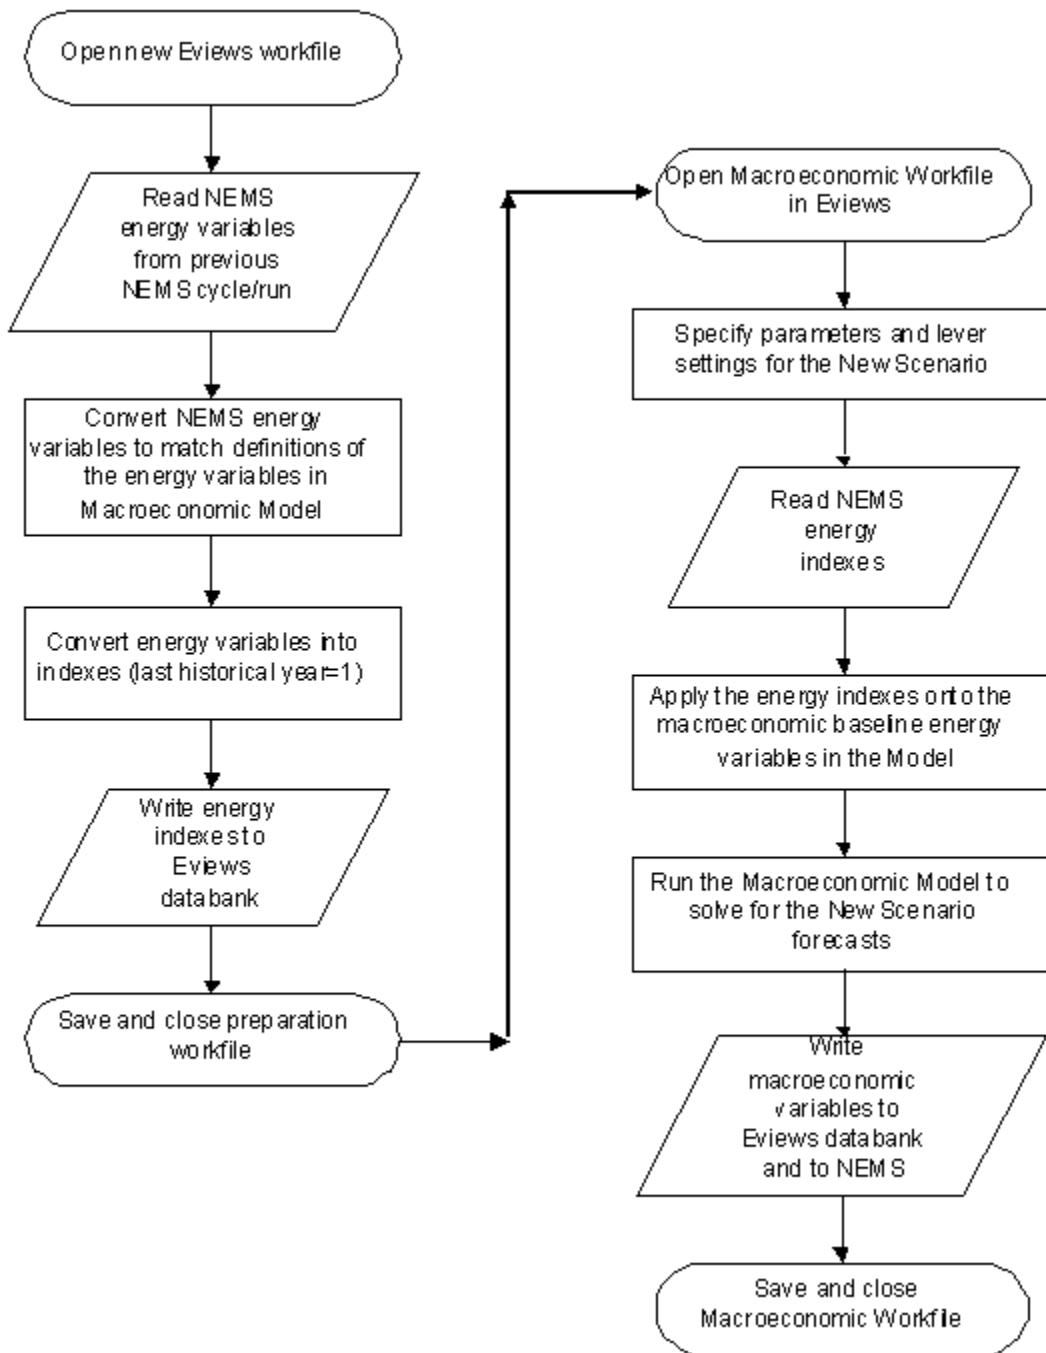 Open new Eviews workfile
Read NEMS
energy variables
from previous
NEMS cycle/run
Convert NEMS energy
variables to match definitions of
the energy variables in
Macroeconomic Model
Convert energy variables into
indexes (last historical year=1)
Write energy
indexes to
Eviews
databank
Save and close preparation
workfile
Open Macroeconomic Workfile
in Eviews
Specify parameters and lever
settings for the New Scenario
Read NEMS
energy
indexes
Apply the energy indexes onto the
macroeconomic baseline energy
variables in the Model
Run the Macroeconomic Model to
solve for the New Scenario
forecasts
Write
macroeconomic
variables to
Eviews databank
and to NEMS
Save and close
Macroeconomic Workfile